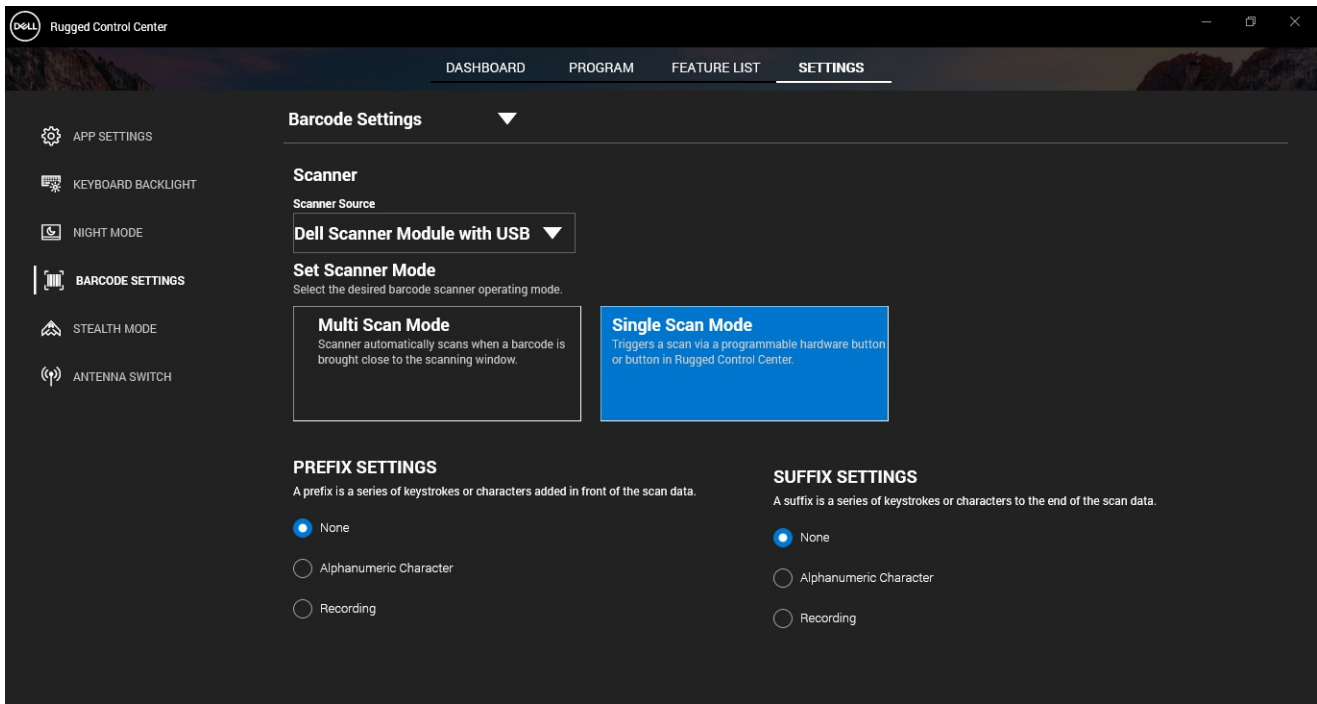 DELL
Rugged Control Center
DASHBOARD PROGRAM FEATURE LIST SETTINGS
APP SETTINGS
KEYBOARD BACKLIGHT
NIGHT MODE
BARCODE SETTINGS
STEALTH MODE
ANTENNA SWITCH
Barcode Settings
Scanner
Scanner Source
Dell Scanner Module with USB
Set Scanner Mode
Select the desired barcode scanner operating mode.
Multi Scan Mode
Scanner automatically scans when a barcode is
brought close to the scanning window.
Single Scan Mode
Triggers a scan via a programmable hardware button
or button in Rugged Control Center.
PREFIX SETTINGS
A prefix is a series of keystrokes or characters added in front of the scan data.
None
Alphanumeric Character
Recording
SUFFIX SETTINGS
A suffix is a series of keystrokes or characters to the end of the scan data.
None
Alphanumeric Character
Recording